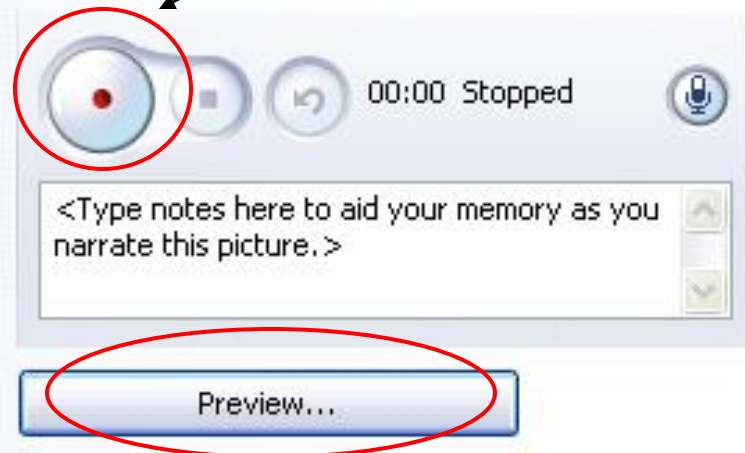 00:00 Stopped
<Type notes here to aid your memory as you
narrate this picture.>
Preview...